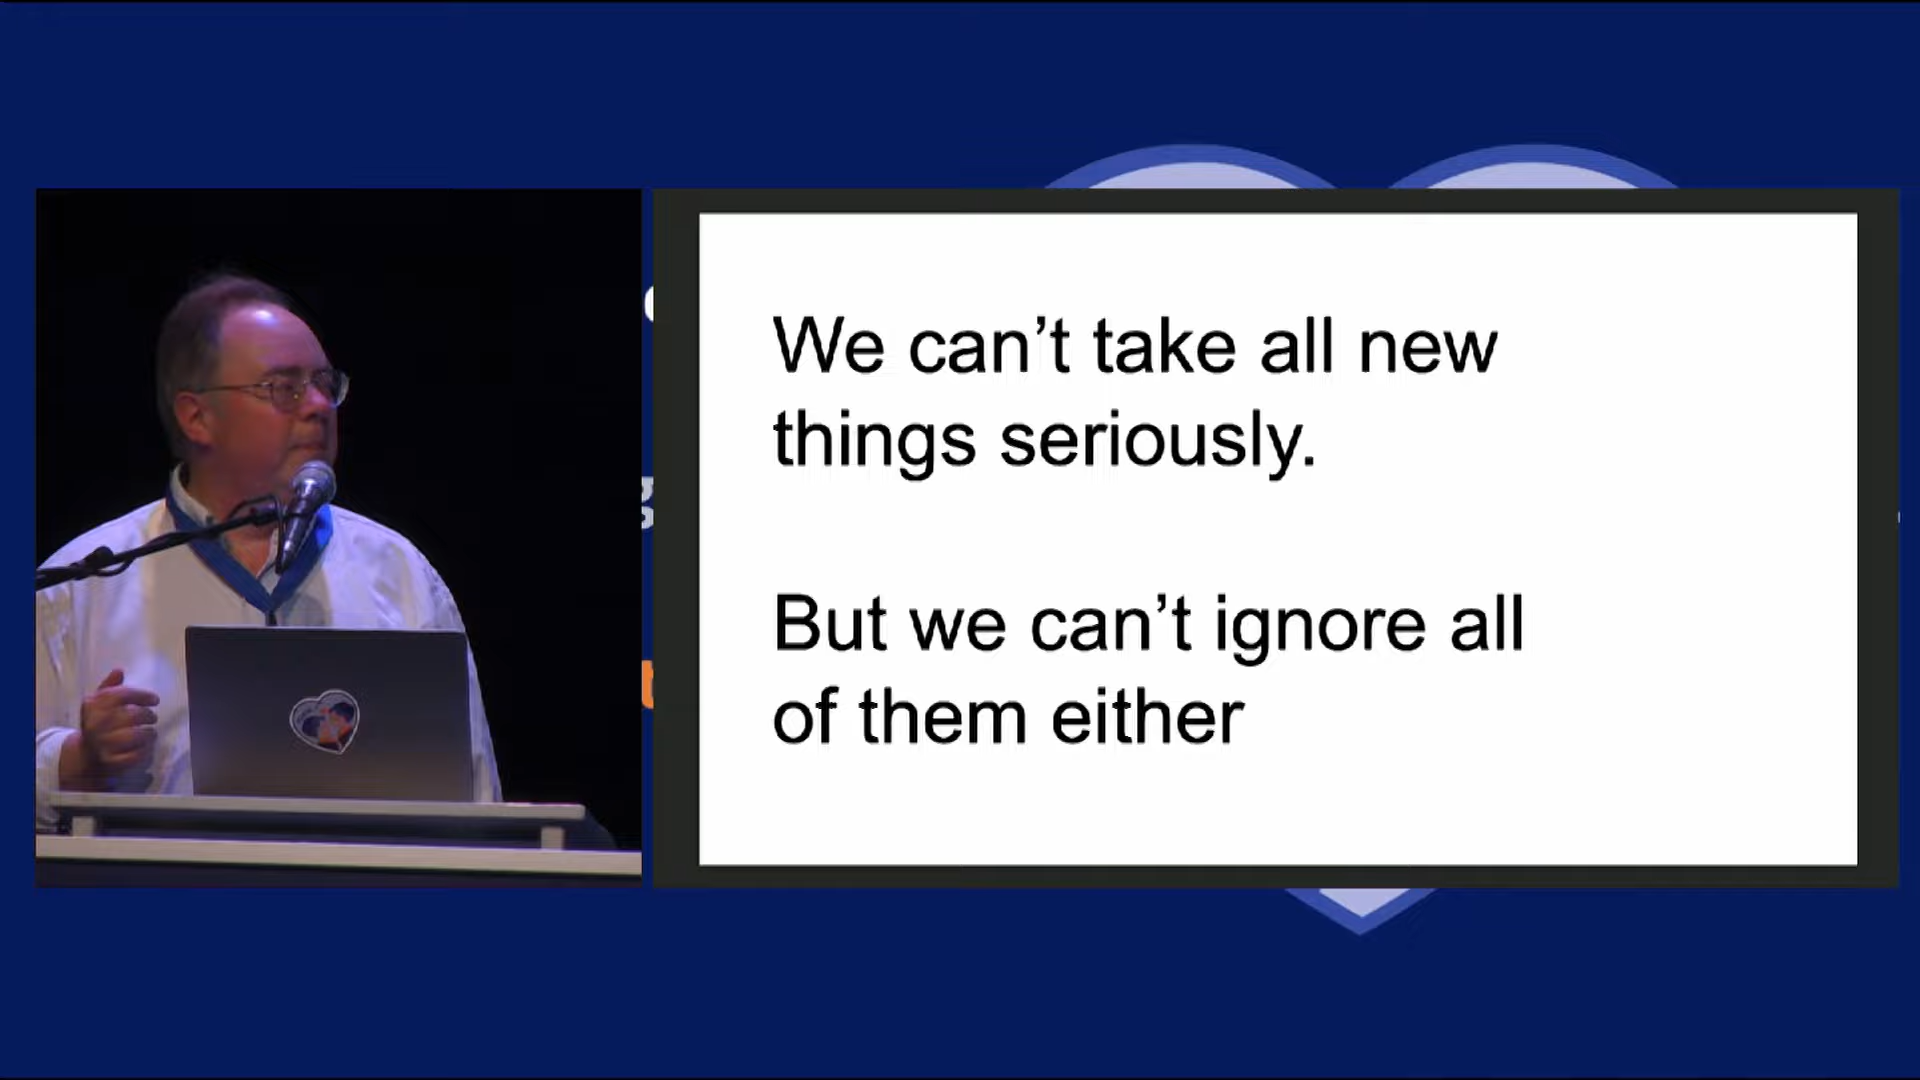 We can’t take all new
things seriously.
But we can’t ignore all
of them either